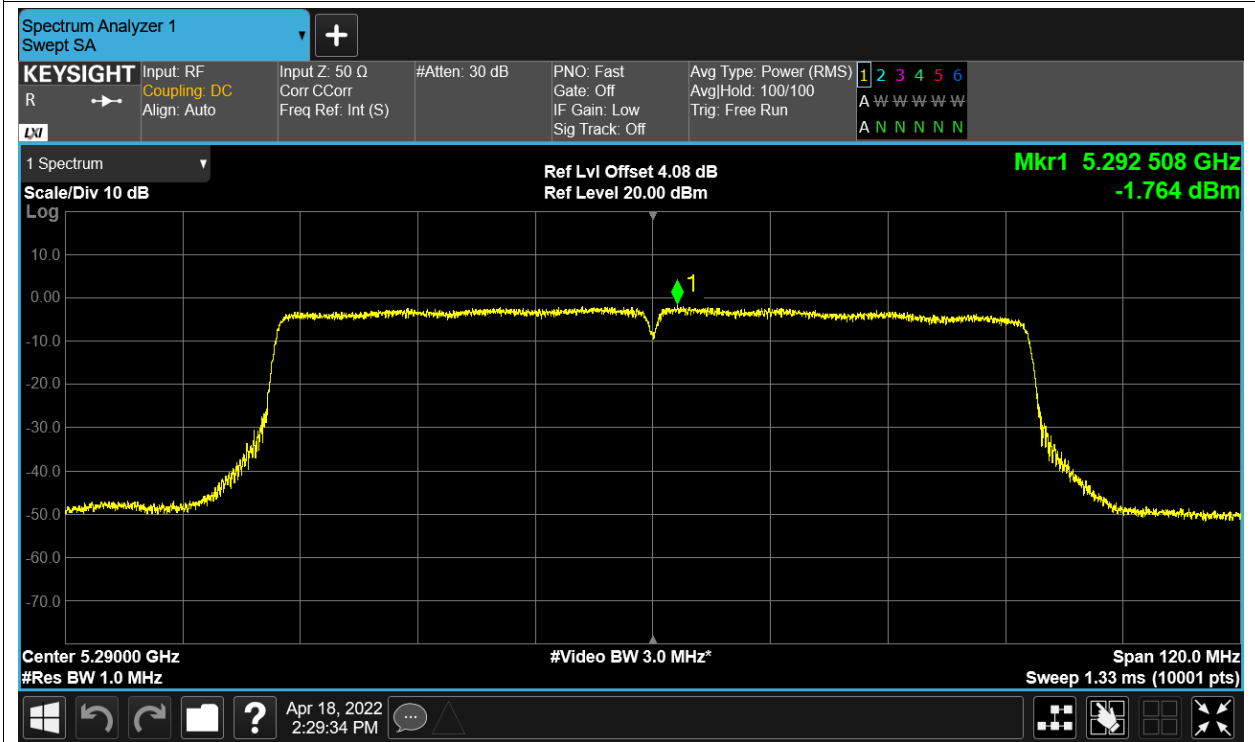 Spectrum Analyzer 1
Swept SA
KEYSIGHT
R
LXI
Input: RF
Coupling: DC
Align: Auto
Input Z: 50 Ω
Corr CCorr
Freq Ref: Int (S)
#Atten: 30 dB
PNO: Fast
Gate: Off
IF Gain: Low
Sig Track: Off
Avg Type: Power (RMS)
Avg|Hold: 100/100
Trig: Free Run
1 2 3 4 5 6
A W W W W W
A N N N N N
1 Spectrum
Scale/Div 10 dB
Log
Ref Lvl Offset 4.08 dB
Ref Level 20.00 dBm
Mkr1 5.292 508 GHz
-1.764 dBm
10.0
0.00
-10.0
-20.0
-30.0
-40.0
-50.0
-60.0
-70.0
1
Center 5.29000 GHz
#Res BW 1.0 MHz
#Video BW 3.0 MHz*
Span 120.0 MHz
Sweep 1.33 ms (10001 pts)
?
Apr 18, 2022
2:29:34 PM